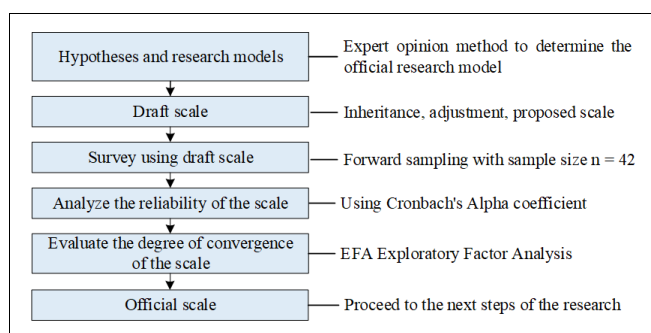 Hypotheses and research models
Expert opinion method to determine the
official research model
Draft scale
Inheritance, adjustment, proposed scale
Survey using draft scale
Forward sampling with sample size n = 42
Analyze the reliability of the scale
Using Cronbach's Alpha coefficient
Evaluate the degree of convergence
of the scale
EFA Exploratory Factor Analysis
Official scale
Proceed to the next steps of the research